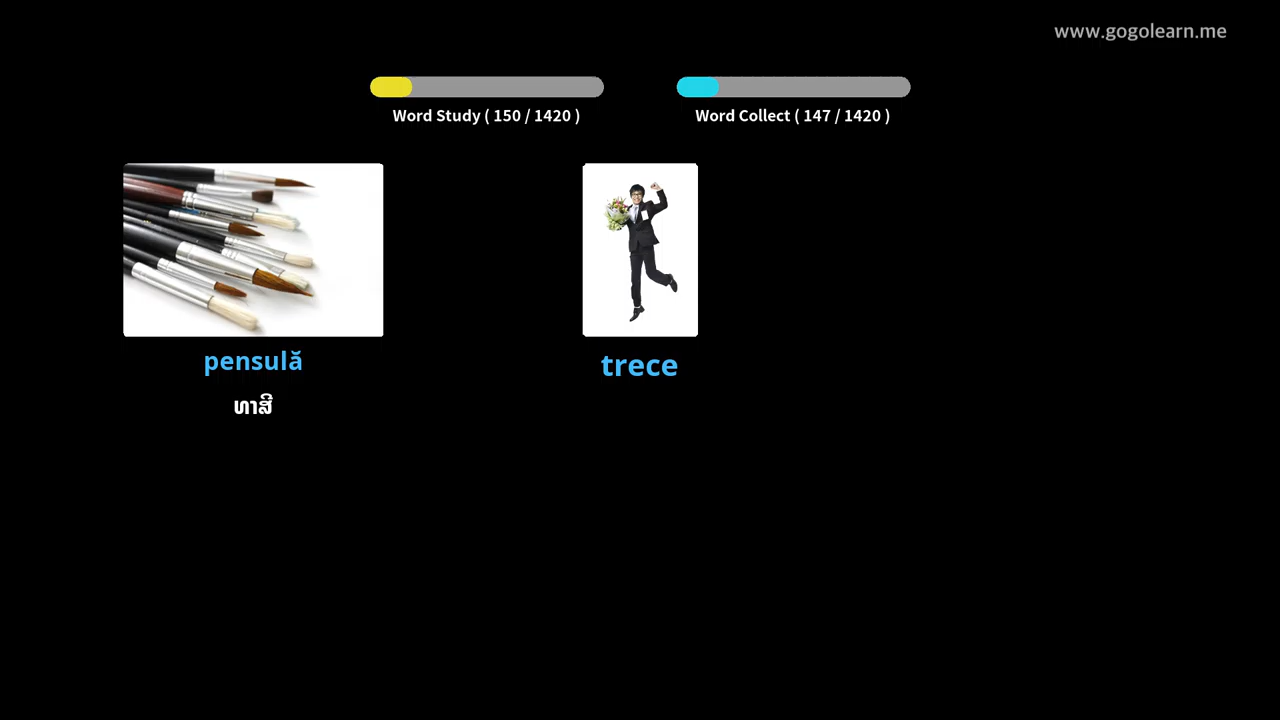 www.gogolearn.me
Word Study ( 150 / 1420 )
Word Collect ( 147 / 1420 )
pensulă
trece
ທາສີ